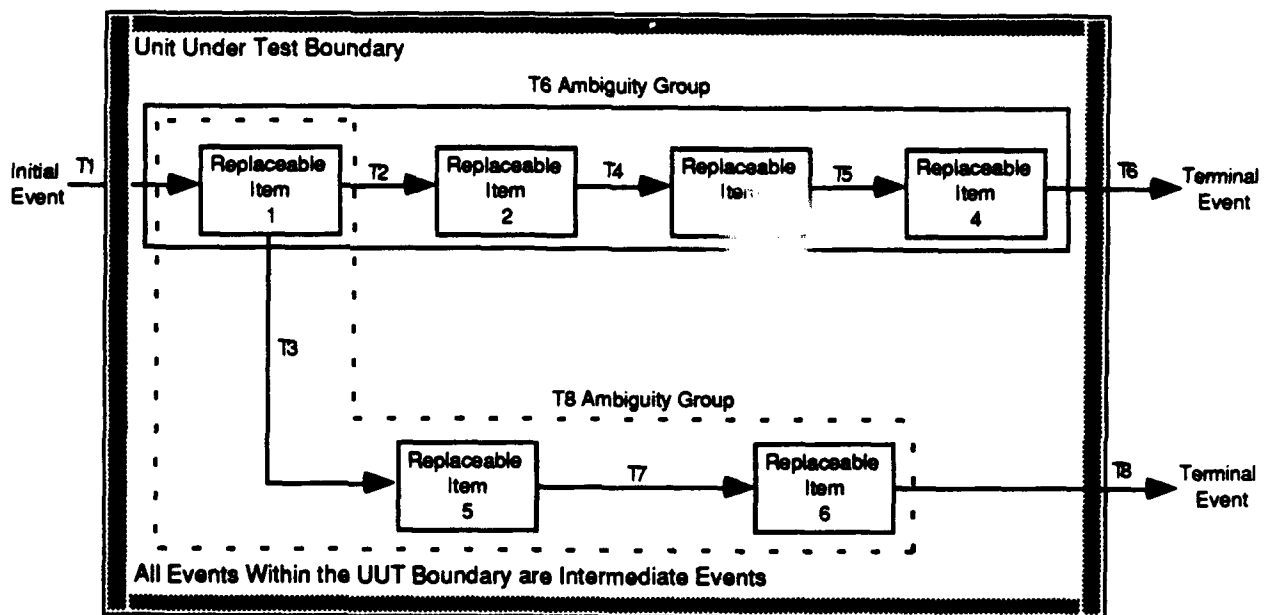 Unit Under Test Boundary
T6 Ambiguity Group
Initial
Event
T1
Replaceable
Item
1
T2
Replaceable
Item
2
T4
Replaceable
T5
Replaceable
Item
4
T6
Terminal
Event
T3
T8 Ambiguity Group
Replaceable
Item
5
T7
Replaceable
Item
6
T8
Terminal
Event
All Events Within the UUT Boundary are Intermediate Events